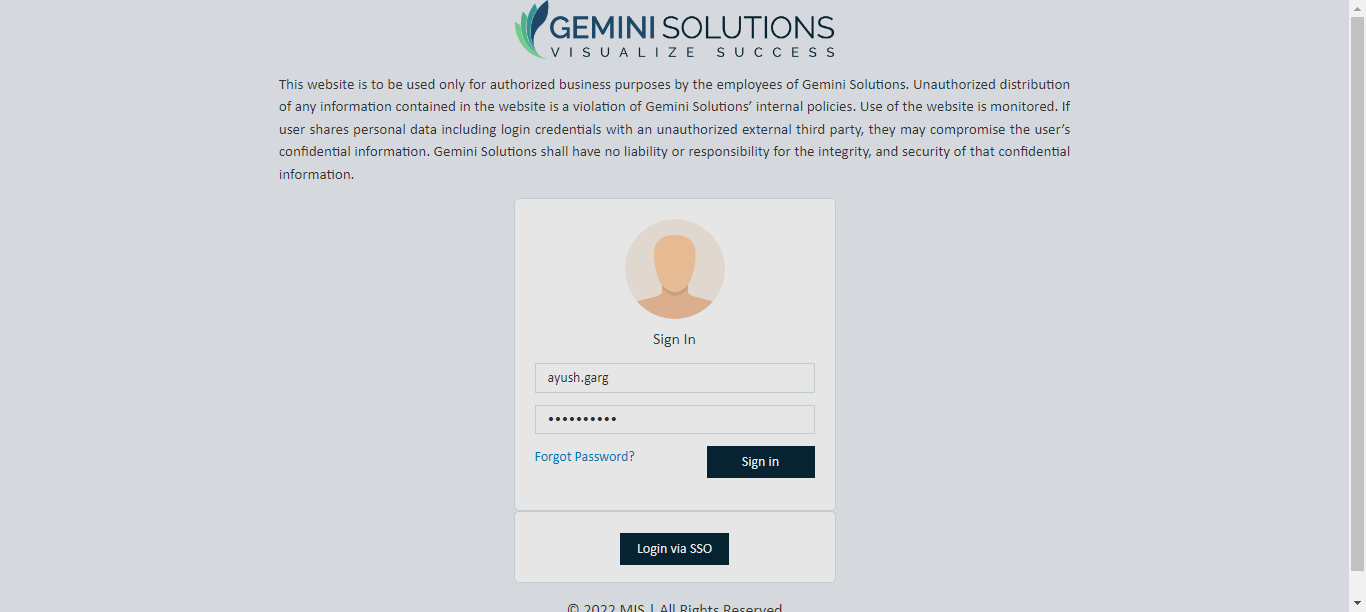 GEMINI SOLUTIONS
VISUALIZE SUCCESS
This website is to be used only for authorized business purposes by the employees of Gemini Solutions. Unauthorized distribution
of any information contained in the website is a violation of Gemini Solutions’ internal policies. Use of the website is monitored. If
user shares personal data including login credentials with an unauthorized external third party, they may compromise the user’s
confidential information. Gemini Solutions shall have no liability or responsibility for the integrity, and security of that confidential
information.
Sign In
ayush.garg
••••••••••
Forgot Password?
Sign in
Login via SSO
© 2022 MIS | All Rights Reserved